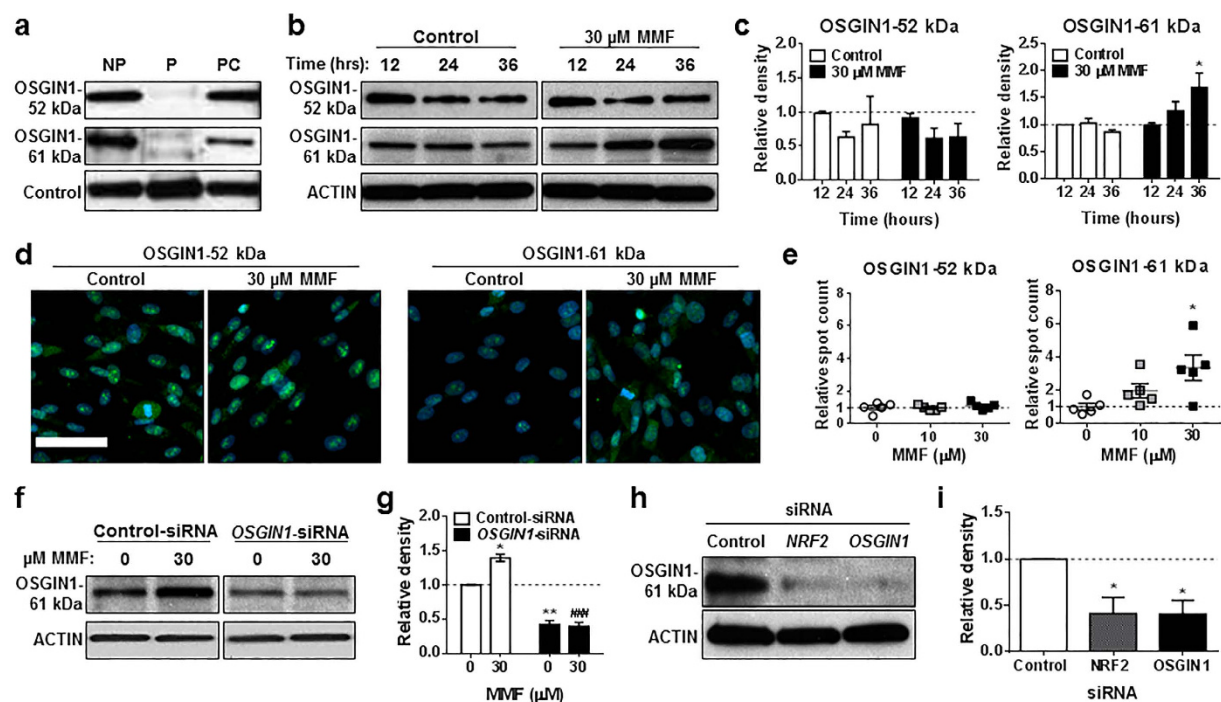 a
NP P PC
OSGIN1-
52 kDa
OSGIN1-
61 kDa
Control
b
Control 30 µM MMF
Time (hrs): 12 24 36 12 24 36
OSGIN1-
52 kDa
OSGIN1-
61 kDa
ACTIN
c
OSGIN1-52 kDa
Relative density
2.0
1.5
1.0
0.5
0.0
Control
30 µM MMF
12 24 36 12 24 36
Time (hours)
OSGIN1-61 kDa
Relative density
2.5
2.0
1.5
1.0
0.5
0.0
Control
30 µM MMF
*
12 24 36 12 24 36
Time (hours)
d
OSGIN1-52 kDa
Control 30 µM MMF
OSGIN1-61 kDa
Control 30 µM MMF
e
OSGIN1-52 kDa
Relative spot count
8
6
4
2
0
0 10 30
MMF (µM)
OSGIN1-61 kDa
Relative spot count
8
6
4
2
0
*
0 10 30
MMF (µM)
f
Control-siRNA OSGIN1-siRNA
µM MMF: 0 30 0 30
OSGIN1-
61 kDa
ACTIN
g
Relative density
2.0
1.5
1.0
0.5
0.0
Control-siRNA
OSGIN1-siRNA
*
** ###
0 30 0 30
MMF (µM)
h
siRNA
Control NRF2 OSGIN1
OSGIN1-
61 kDa
ACTIN
i
Relative density
1.5
1.0
0.5
0.0
* *
Control NRF2 OSGIN1
siRNA